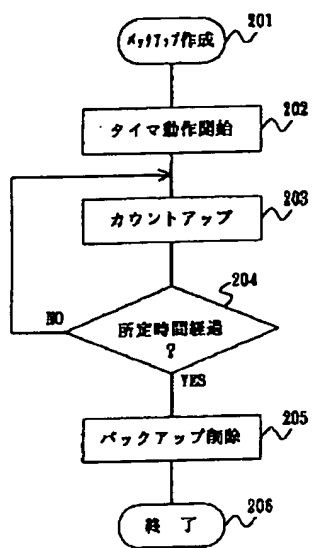 バックアップ作成
201
タイマ動作開始
202
カウントアップ
203
204
所定時間経過
?
NO
YES
バックアップ削除
205
終了
206